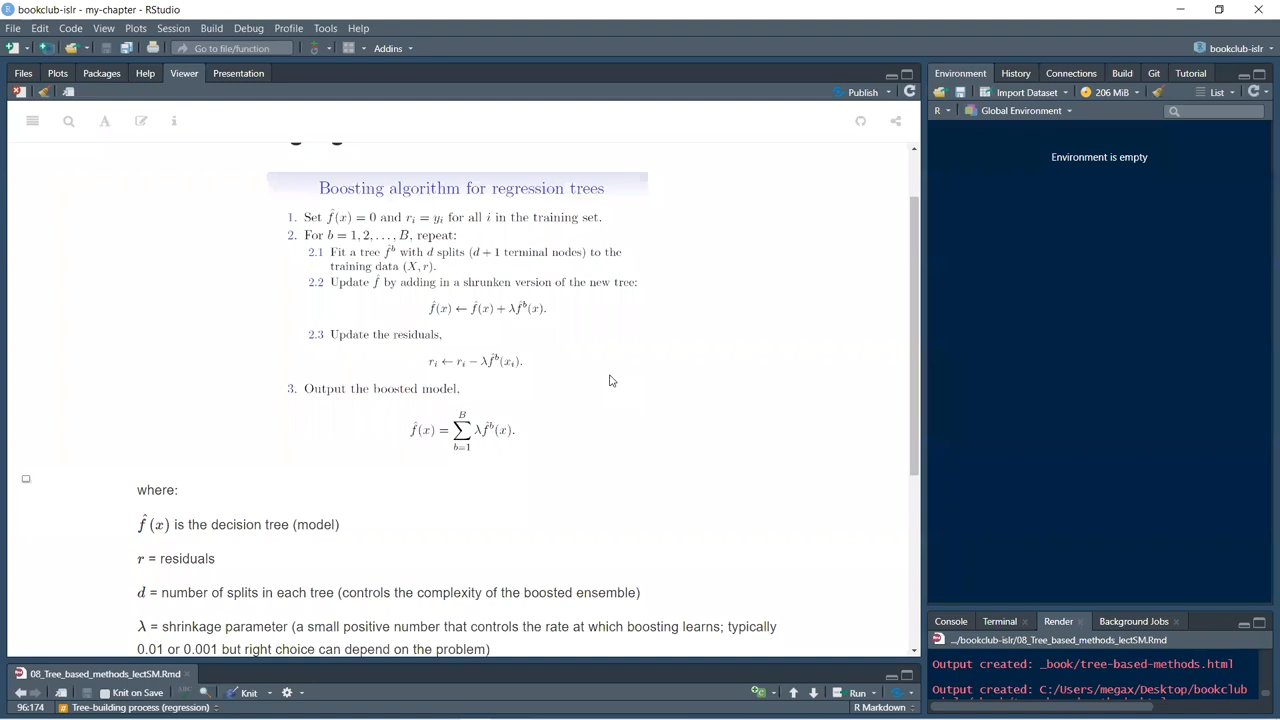 bookclub-islr - my-chapter - RStudio
File Edit Code View Plots Session Build Debug Profile Tools Help
Go to file/function Addins bookclub-islr
Files Plots Packages Help Viewer Presentation
Publish
Environment History Connections Build Git Tutorial
Import Dataset 206 MiB List
R Global Environment
Environment is empty
Boosting algorithm for regression trees
1. Set f̂(x) = 0 and rᵢ = yᵢ for all i in the training set.
2. For b = 1, 2, . . . , B, repeat:
2.1 Fit a tree f̂ᵇ with d splits (d + 1 terminal nodes) to the
training data (X, r).
2.2 Update f̂ by adding in a shrunken version of the new tree:
f̂(x) ← f̂(x) + λf̂ᵇ(x).
2.3 Update the residuals,
rᵢ ← rᵢ − λf̂ᵇ(xᵢ).
3. Output the boosted model,
B
f̂(x) = ∑ λf̂ᵇ(x).
b=1
where:
f̂ (x) is the decision tree (model)
r = residuals
d = number of splits in each tree (controls the complexity of the boosted ensemble)
λ = shrinkage parameter (a small positive number that controls the rate at which boosting learns; typically
0.01 or 0.001 but right choice can depend on the problem)
Console Terminal Render Background Jobs
.../bookclub-islr/08_Tree_based_methods_lectSM.Rmd
Output created: _book/tree-based-methods.html
Output created: C:/Users/megax/Desktop/bookclub
08_Tree_based_methods_lectSM.Rmd
Knit on Save ABC Knit Run
96:174 Tree-building process (regression) R Markdown